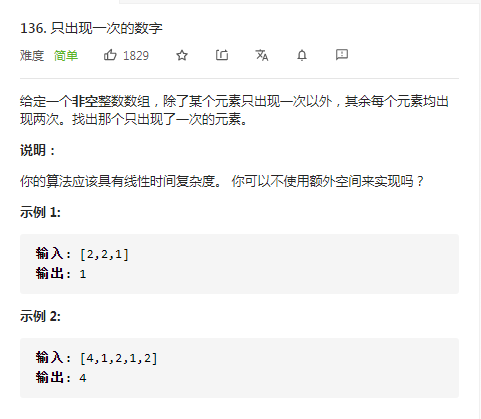 136. 只出现一次的数字
难度 简单 1829
给定一个非空整数数组，除了某个元素只出现一次以外，其余每个元素均出
现两次。找出那个只出现了一次的元素。
说明：
你的算法应该具有线性时间复杂度。 你可以不使用额外空间来实现吗？
示例 1:
输入: [2,2,1]
输出: 1
示例 2:
输入: [4,1,2,1,2]
输出: 4